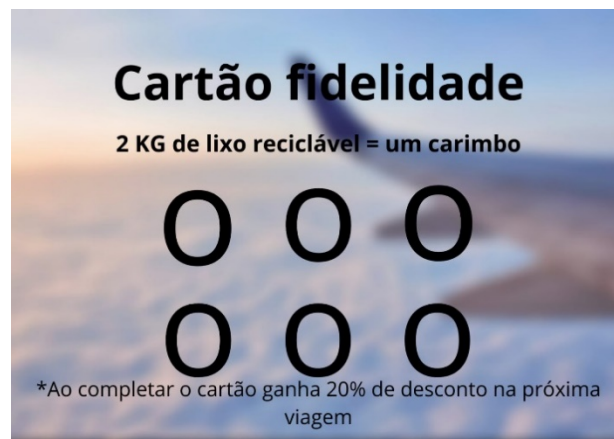 Cartão fidelidade
2 KG de lixo reciclável = um carimbo
O O O
O O O
*Ao completar o cartão ganha 20% de desconto na próxima
viagem